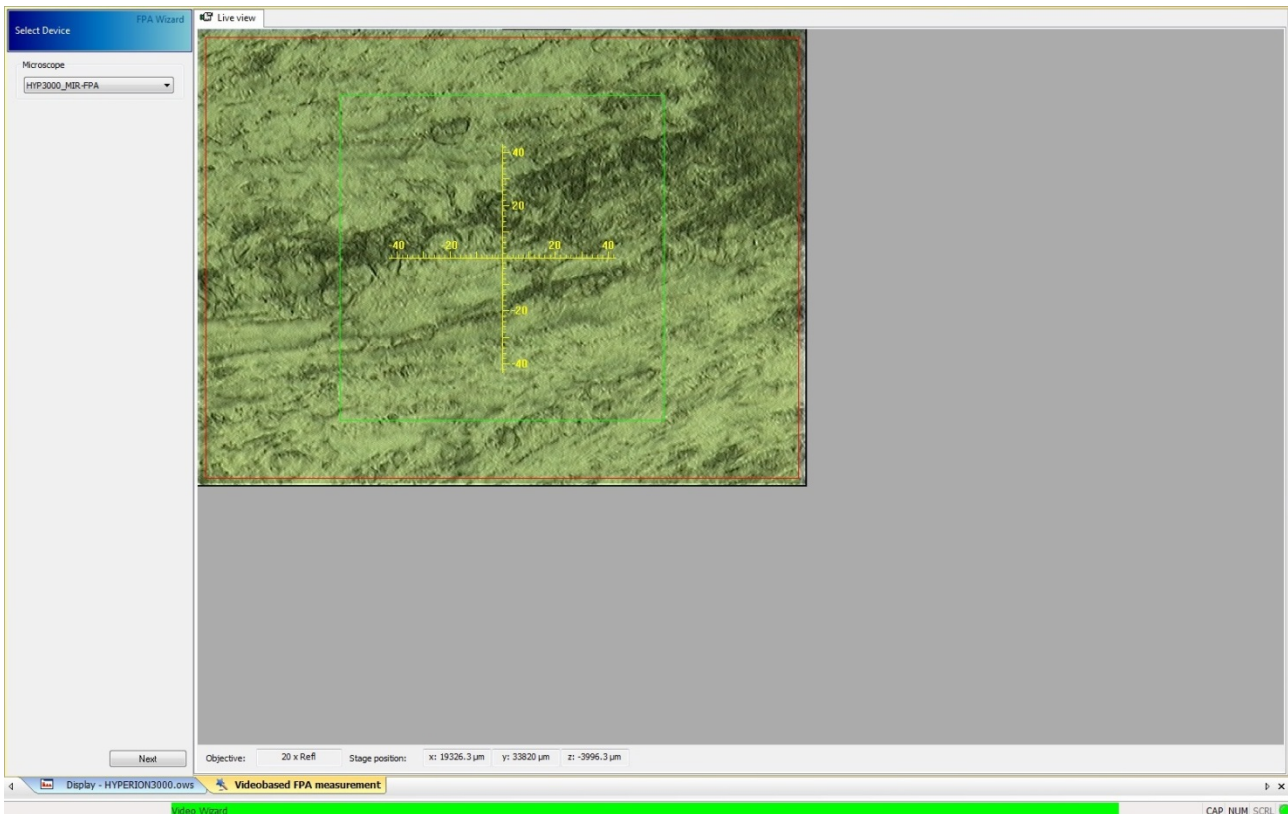 FPA Wizard
Select Device
Live view
Microscope
HYP3000_MIR-FPA
40
20
-40 -20 20 40
-20
-40
Next
Objective: 20 x Refl Stage position: x: 19326.3 µm y: 33820 µm z: -3996.3 µm
Display - HYPERION3000.ows Videobased FPA measurement
Video Wizard CAP NUM SCRL